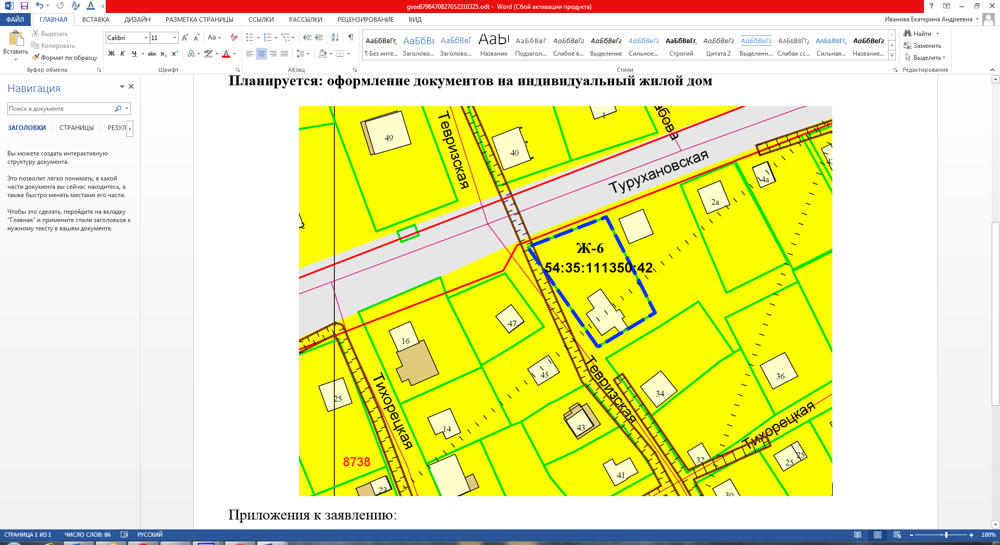 gsee8796470827052310325.odt - Word (Сбой активации продукта)
ФАЙЛ ГЛАВНАЯ ВСТАВКА ДИЗАЙН РАЗМЕТКА СТРАНИЦЫ ССЫЛКИ РАССЫЛКИ РЕЦЕНЗИРОВАНИЕ ВИД
Иванова Екатерина Андреевна
Вставить
Вырезать
Копировать
Формат по образцу
Буфер обмена
Calibri 11
Ж К Ч abc x₂ x²
Шрифт
Абзац
АаБбВвГг, АаБбВв АаБбВвГ АаБ АаБбВвГ АаБбВвГг АаБбВвГг АаБбВвГг АаБбВвГг, АаБбВвГг АаБбВвГг ААБВВГГД ААБВВГГ, АаБбВвГг
¶ Без инте... Заголово... Заголово... Название Подзагол... Слабое в... Выделение Сильное... Строгий Цитата 2 Выделенн... Слабая сс... Сильная... Название...
Стили
Найти
Заменить
Выделить
Редактирование
Навигация
Поиск в документе
ЗАГОЛОВКИ СТРАНИЦЫ РЕЗУЛ
Вы можете создать интерактивную
структуру документа.
Это позволит легко понимать, в какой
части документа вы сейчас находитесь, а
также быстро менять местами его части.
Чтобы это сделать, перейдите на вкладку
"Главная" и примените стили заголовков к
нужному тексту в вашем документе.
Планируется: оформление документов на индивидуальный жилой дом
49
Тевризская
40
1
бова
Турухановская
4а
2а
2
Ж-6
54:35:111350:42
47
16
45
25
Тихорецкая
14
43
Тевризская
34
36
Тихорецкая
8738
23
41
32
25
25
30
Приложения к заявлению:
СТРАНИЦА 1 ИЗ 1 ЧИСЛО СЛОВ: 86 РУССКИЙ
180%